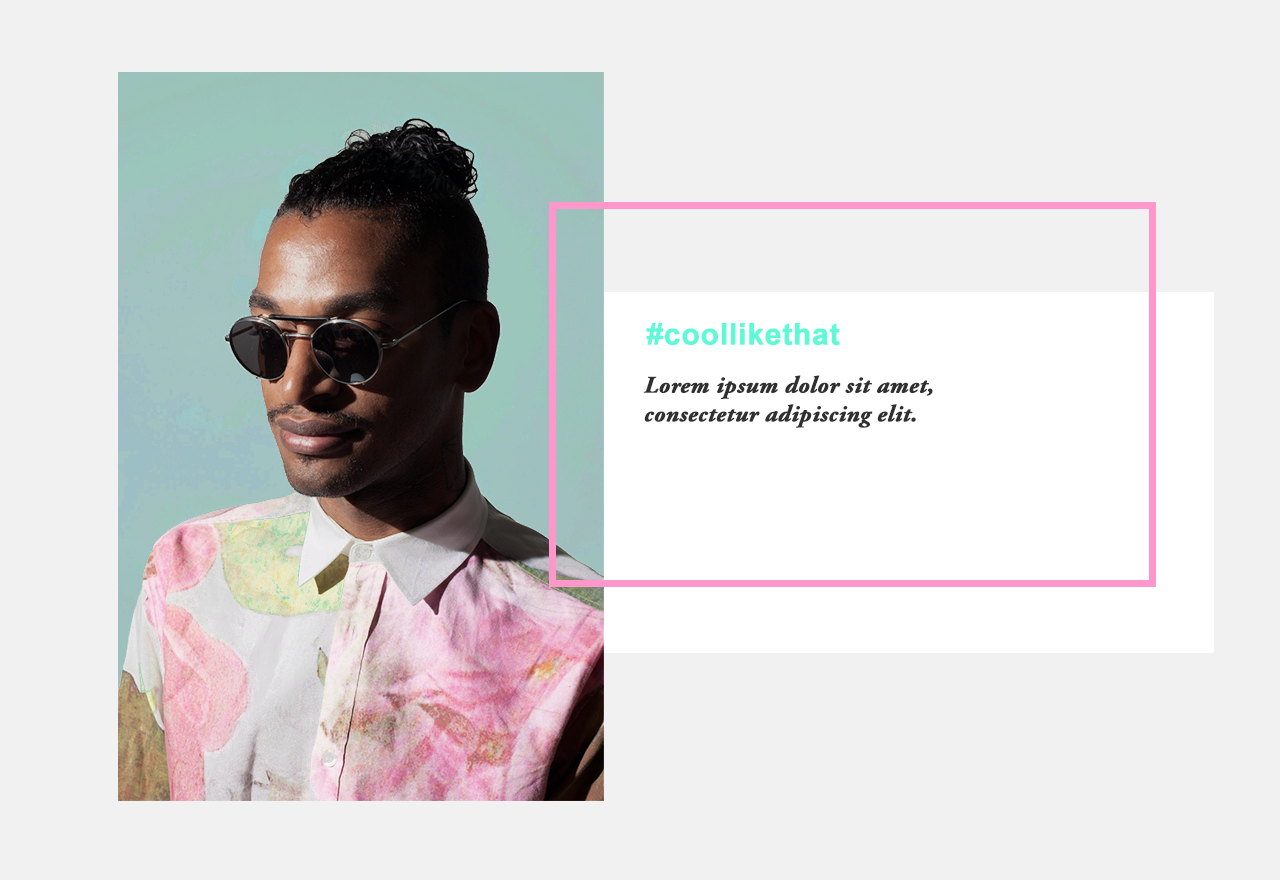 #coollikethat
Lorem ipsum dolor sit amet,
consectetur adipiscing elit.